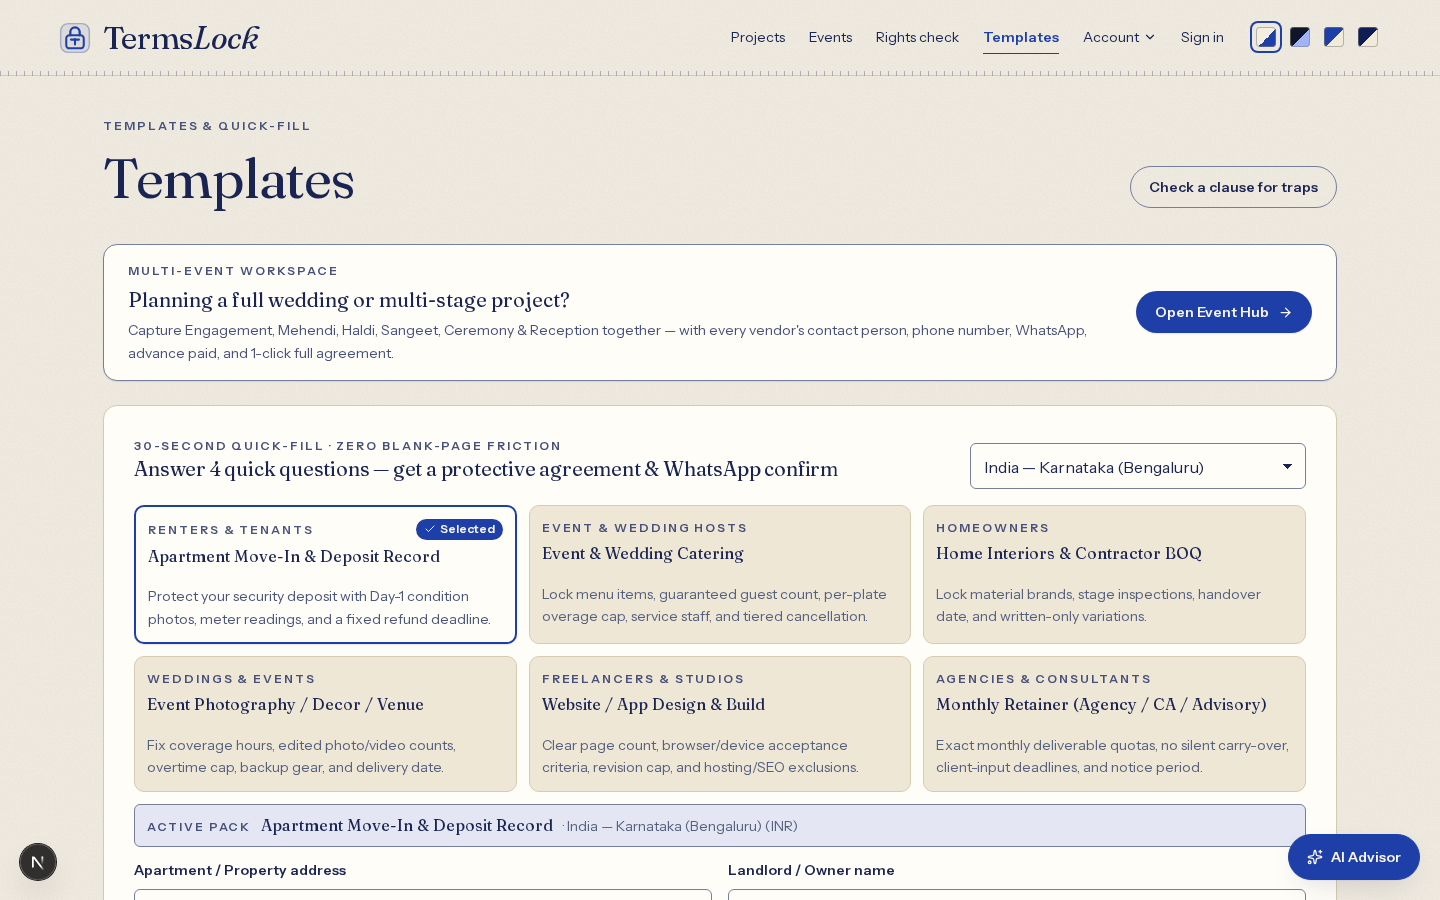 TermsLock
Projects
Events
Rights check
Templates
Account
Sign in
TEMPLATES & QUICK-FILL
Templates
Check a clause for traps
MULTI-EVENT WORKSPACE
Planning a full wedding or multi-stage project?
Capture Engagement, Mehendi, Haldi, Sangeet, Ceremony & Reception together — with every vendor's contact person, phone number, WhatsApp,
advance paid, and 1-click full agreement.
Open Event Hub
30-SECOND QUICK-FILL · ZERO BLANK-PAGE FRICTION
Answer 4 quick questions — get a protective agreement & WhatsApp confirm
India — Karnataka (Bengaluru)
RENTERS & TENANTS
Selected
Apartment Move-In & Deposit Record
Protect your security deposit with Day-1 condition
photos, meter readings, and a fixed refund deadline.
EVENT & WEDDING HOSTS
Event & Wedding Catering
Lock menu items, guaranteed guest count, per-plate
overage cap, service staff, and tiered cancellation.
HOMEOWNERS
Home Interiors & Contractor BOQ
Lock material brands, stage inspections, handover
date, and written-only variations.
WEDDINGS & EVENTS
Event Photography / Decor / Venue
Fix coverage hours, edited photo/video counts,
overtime cap, backup gear, and delivery date.
FREELANCERS & STUDIOS
Website / App Design & Build
Clear page count, browser/device acceptance
criteria, revision cap, and hosting/SEO exclusions.
AGENCIES & CONSULTANTS
Monthly Retainer (Agency / CA / Advisory)
Exact monthly deliverable quotas, no silent carry-over,
client-input deadlines, and notice period.
ACTIVE PACK Apartment Move-In & Deposit Record · India — Karnataka (Bengaluru) (INR)
Apartment / Property address
Landlord / Owner name
N
AI Advisor